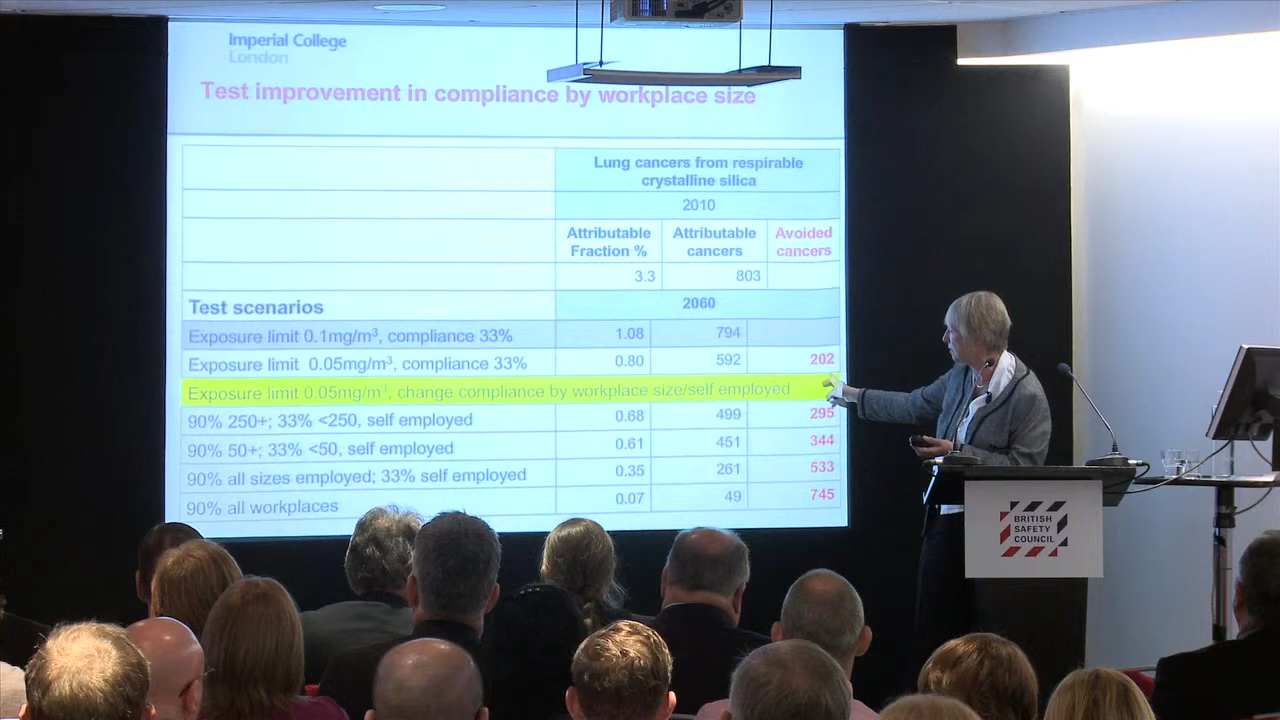 Imperial College
London
Test improvement in compliance by workplace size
Lung cancers from respirable
crystalline silica
2010
Attributable Fraction %
Attributable cancers
Avoided cancers
3.3 803
Test scenarios 2060
Exposure limit 0.1mg/m³, compliance 33% 1.08 794
Exposure limit 0.05mg/m³, compliance 33% 0.80 592 202
Exposure limit 0.05mg/m³, change compliance by workplace size/self employed
90% 250+; 33% <250, self employed 0.68 499 295
90% 50+; 33% <50, self employed 0.61 451 344
90% all sizes employed; 33% self employed 0.35 261 533
90% all workplaces 0.07 49 745
BRITISH
SAFETY
COUNCIL